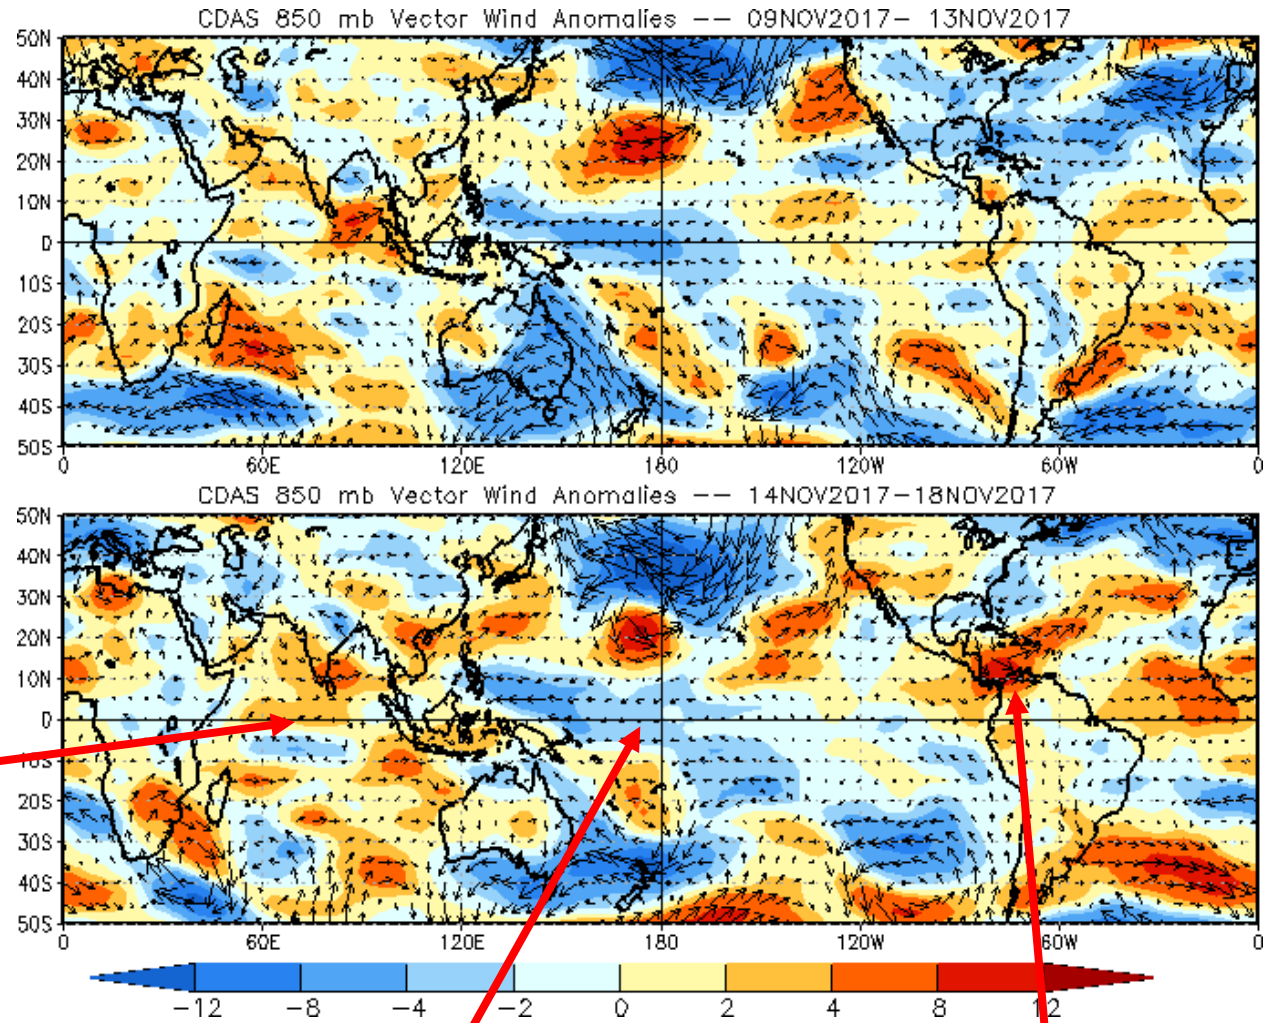 CDAS 850 mb Vector Wind Anomalies -- 09NOV2017- 13NOV2017
50N
40N
30N
20N
10N
0
10S
20S
30S
40S
50S
0 60E 120E 180 120W 60W 0
CDAS 850 mb Vector Wind Anomalies -- 14NOV2017-18NOV2017
50N
40N
30N
20N
10N
0
10S
20S
30S
40S
50S
0 60E 120E 180 120W 60W 0
-12 -8 -4 -2 0 2 4 8 12